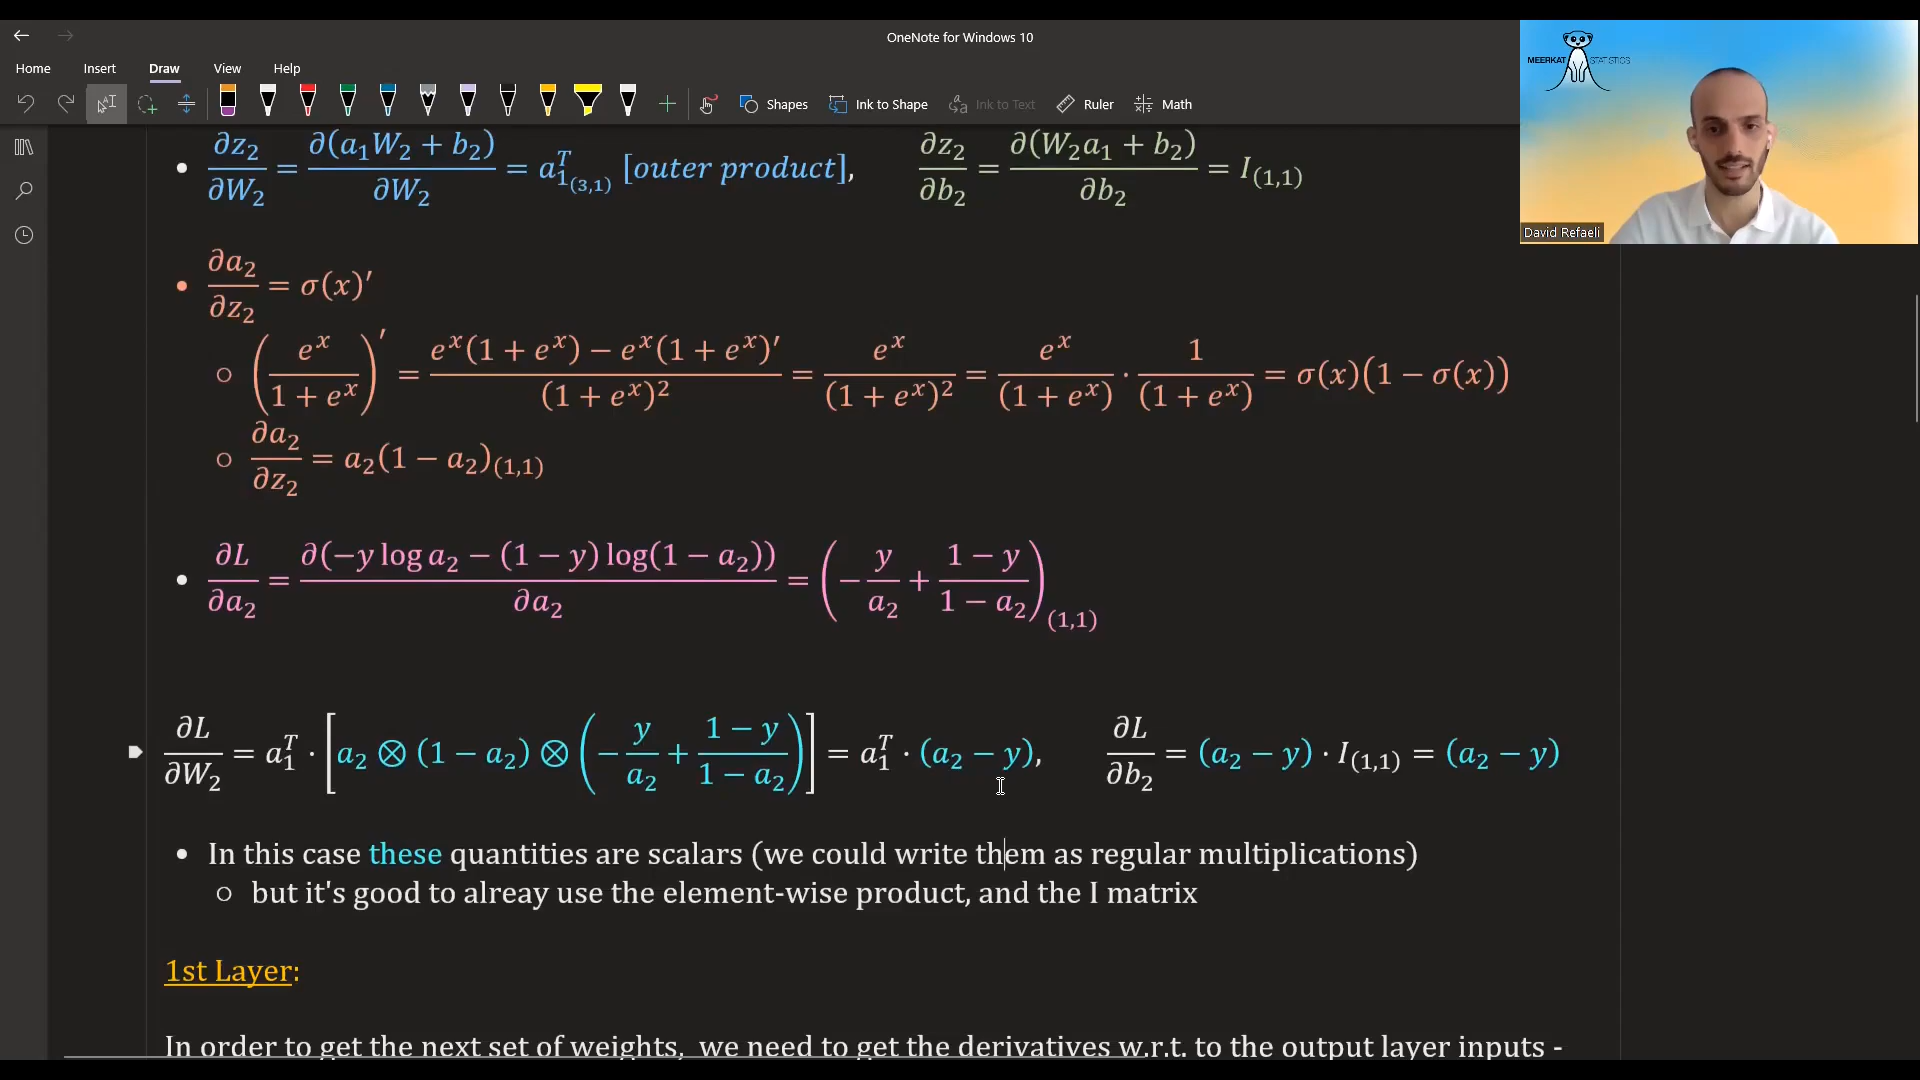 OneNote for Windows 10
Home Insert Draw View Help
Shapes Ink to Shape Ink to Text Ruler Math
MEERKAT STATISTICS
David Refaeli
• ∂z₂/∂W₂ = ∂(a₁W₂ + b₂)/∂W₂ = a₁ᵀ₍₃,₁₎ [outer product], ∂z₂/∂b₂ = ∂(W₂a₁ + b₂)/∂b₂ = I₍₁,₁₎
• ∂a₂/∂z₂ = σ(x)′
○ (eˣ/(1 + eˣ))′ = (eˣ(1 + eˣ) − eˣ(1 + eˣ)′)/(1 + eˣ)² = eˣ/(1 + eˣ)² = eˣ/(1 + eˣ) · 1/(1 + eˣ) = σ(x)(1 − σ(x))
○ ∂a₂/∂z₂ = a₂(1 − a₂)₍₁,₁₎
• ∂L/∂a₂ = ∂(−y log a₂ − (1 − y) log(1 − a₂))/∂a₂ = (−y/a₂ + (1 − y)/(1 − a₂))₍₁,₁₎
∂L/∂W₂ = a₁ᵀ · [a₂ ⊗ (1 − a₂) ⊗ (−y/a₂ + (1 − y)/(1 − a₂))] = a₁ᵀ · (a₂ − y), ∂L/∂b₂ = (a₂ − y) · I₍₁,₁₎ = (a₂ − y)
• In this case these quantities are scalars (we could write them as regular multiplications)
○ but it's good to alreay use the element-wise product, and the I matrix
1st Layer:
In order to get the next set of weights, we need to get the derivatives w.r.t. to the output layer inputs -